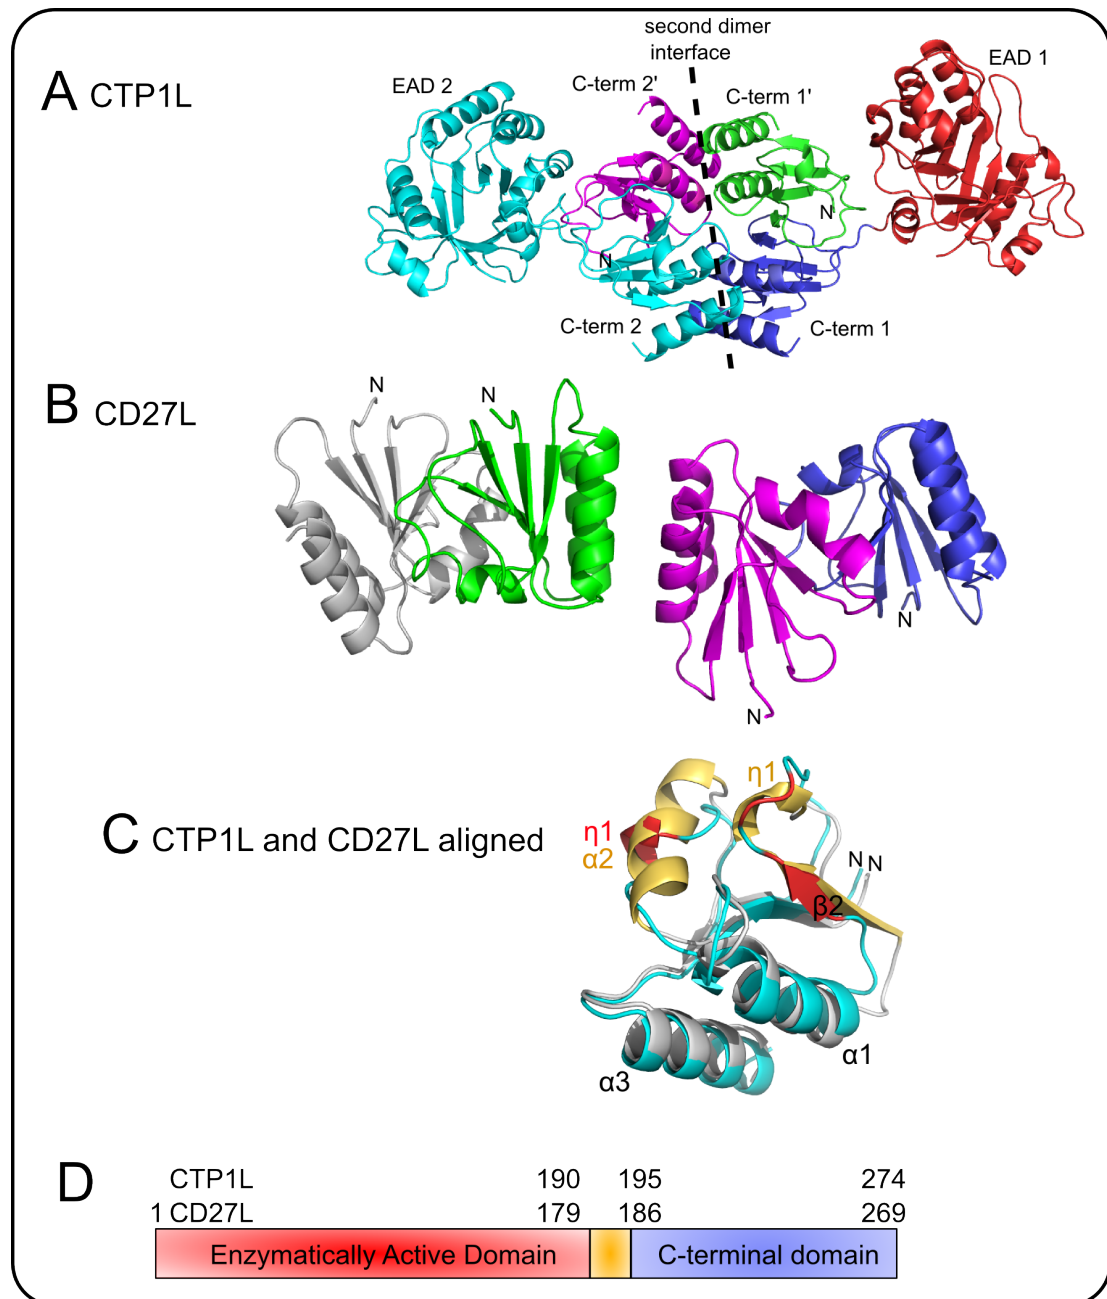 second dimer
interface
A CTP1L
EAD 2
C-term 2'
C-term 1'
EAD 1
N
N
C-term 2
C-term 1
B CD27L
N
N
N
N
C CTP1L and CD27L aligned
η1
η1
α2
N N
β2
α1
α3
D
CTP1L 190 195 274
1 CD27L 179 186 269
Enzymatically Active Domain C-terminal domain